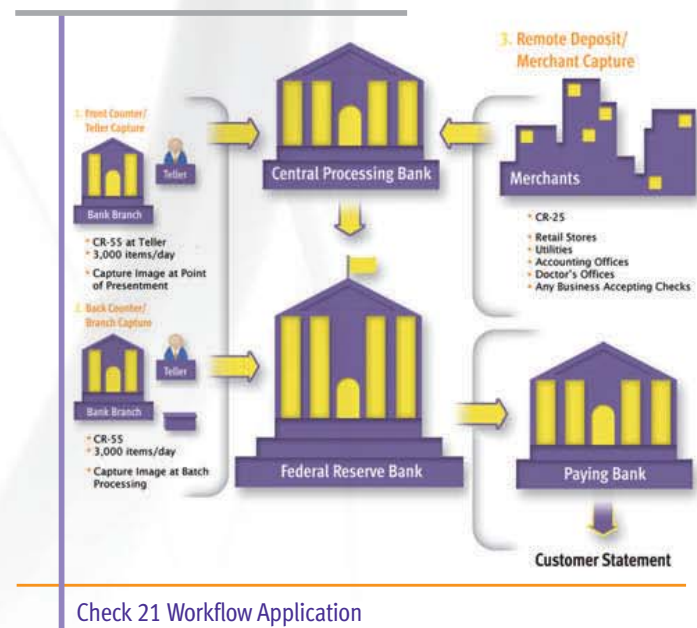 3. Remote Deposit/
Merchant Capture
1. Front Counter/
Teller Capture
Teller
Bank Branch
• CR-55 at Teller
• 3,000 items/day
• Capture Image at Point
of Presentment
Central Processing Bank
Merchants
• CR-25
• Retail Stores
• Utilities
• Accounting Offices
• Doctor's Offices
• Any Business Accepting Checks
2. Back Counter/
Branch Capture
Teller
Bank Branch
• CR-55
• 3,000 items/day
• Capture Image at Batch
Processing
Federal Reserve Bank
Paying Bank
Customer Statement
Check 21 Workflow Application